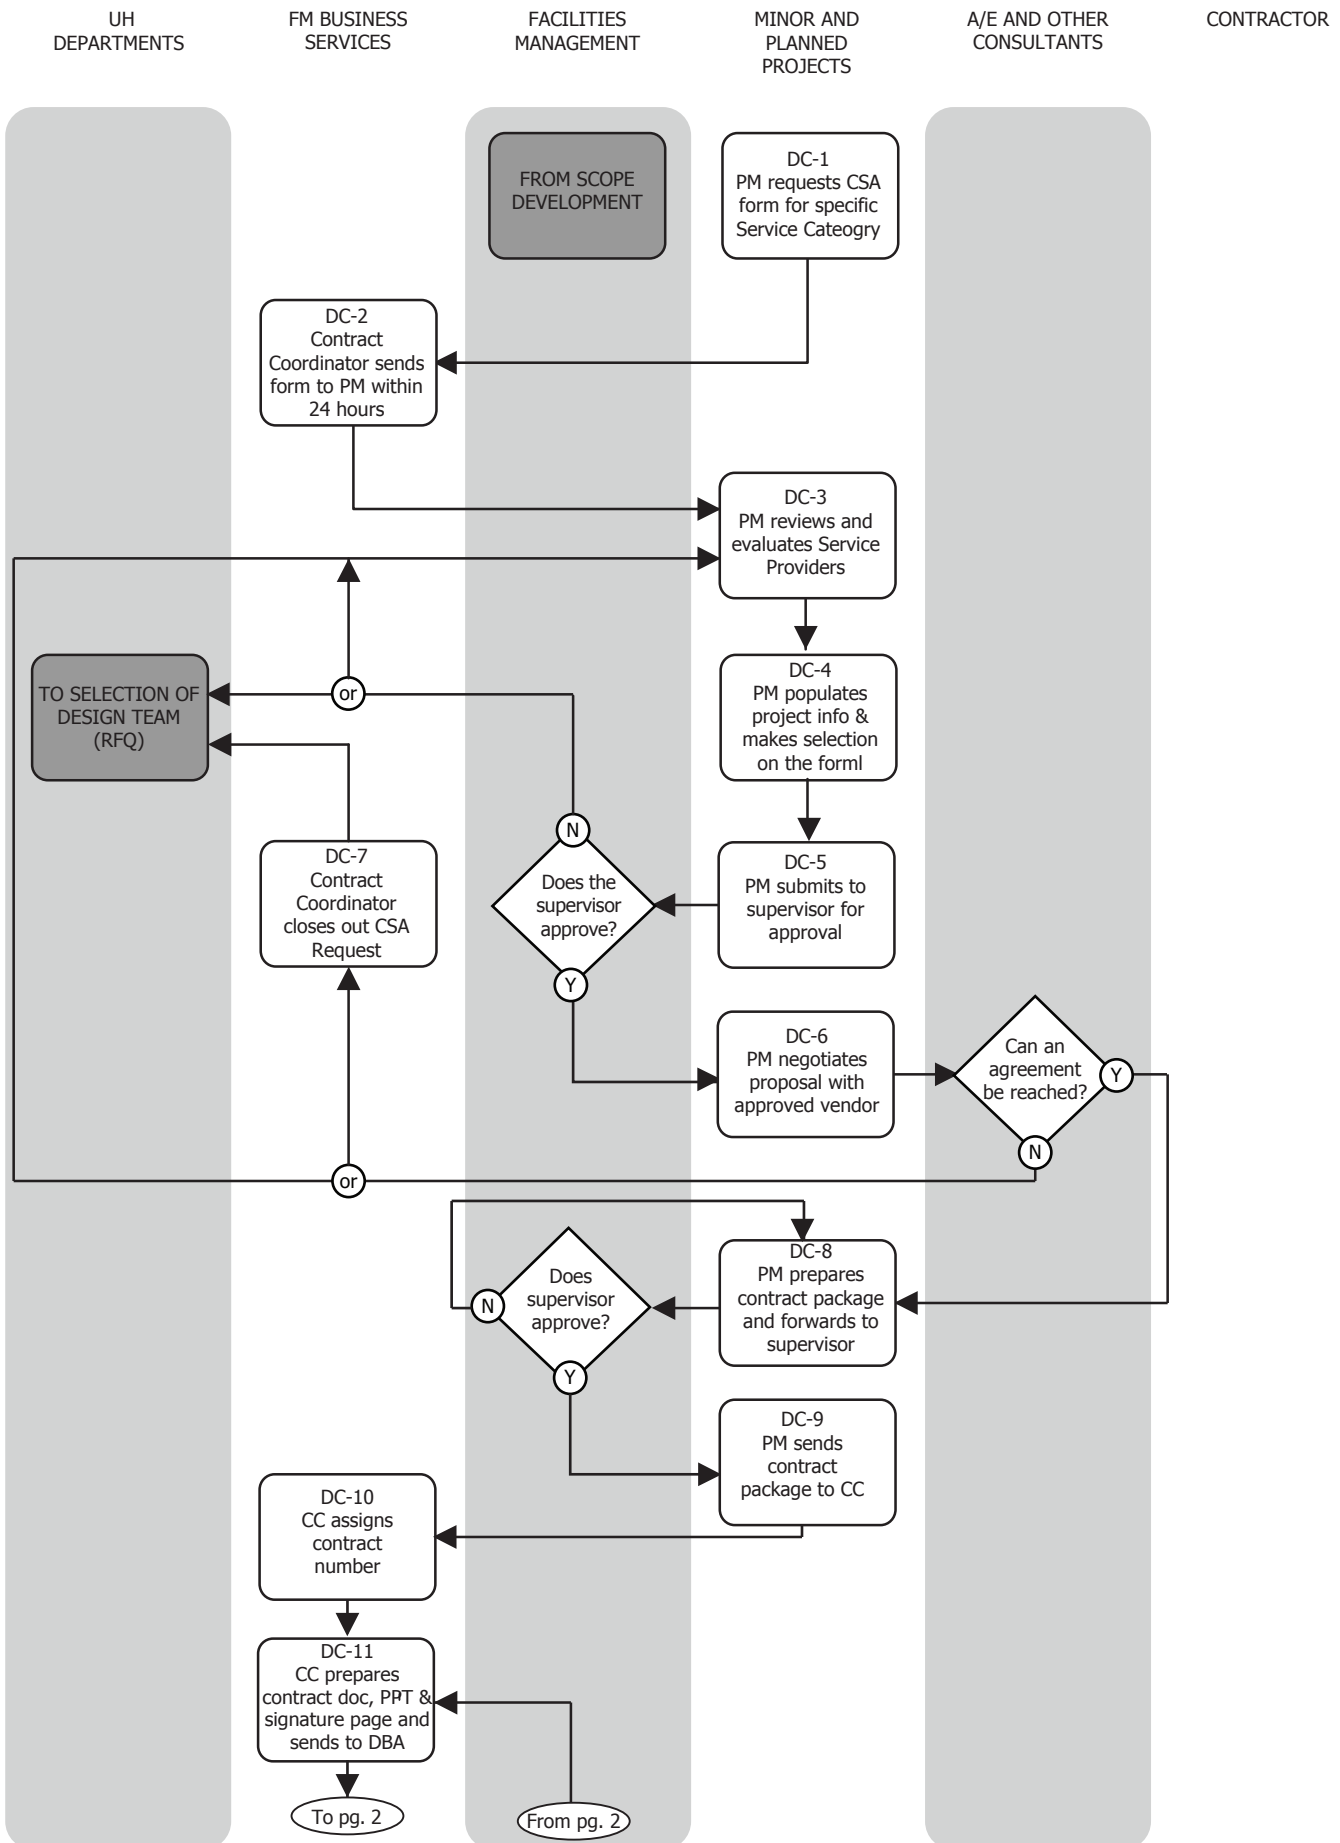 UH
DEPARTMENTS
FM BUSINESS
SERVICES
FACILITIES
MANAGEMENT
MINOR AND
PLANNED
PROJECTS
A/E AND OTHER
CONSULTANTS
CONTRACTOR
FROM SCOPE
DEVELOPMENT
DC-1
PM requests CSA
form for specific
Service Cateogry
DC-2
Contract
Coordinator sends
form to PM within
24 hours
DC-3
PM reviews and
evaluates Service
Providers
TO SELECTION OF
DESIGN TEAM
(RFQ)
or
DC-4
PM populates
project info &
makes selection
on the forml
N
Does the
supervisor
approve?
Y
DC-5
PM submits to
supervisor for
approval
DC-7
Contract
Coordinator
closes out CSA
Request
DC-6
PM negotiates
proposal with
approved vendor
Can an
agreement
be reached?
Y
N
or
DC-8
PM prepares
contract package
and forwards to
supervisor
Does
supervisor
approve?
N
Y
DC-9
PM sends
contract
package to CC
DC-10
CC assigns
contract
number
DC-11
CC prepares
contract doc, PPT &
signature page and
sends to DBA
To pg. 2
From pg. 2